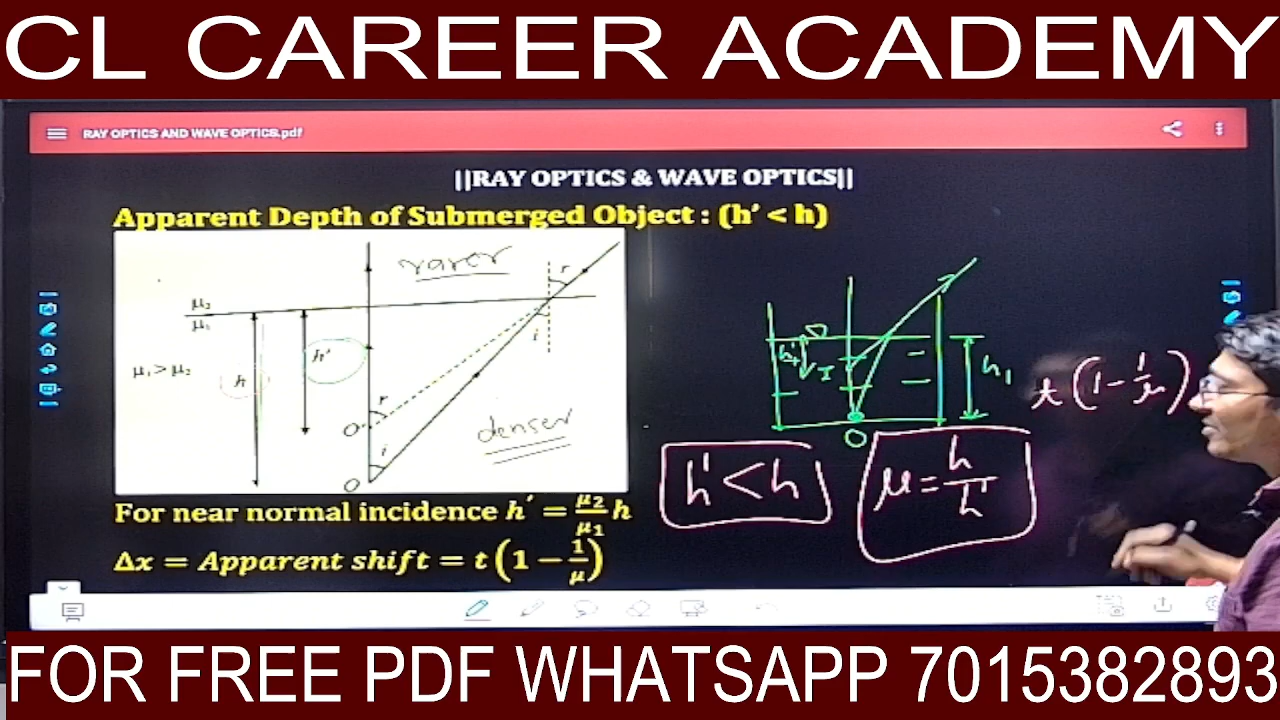 CL CAREER ACADEMY
RAY OPTICS AND WAVE OPTICS.pdf
||RAY OPTICS & WAVE OPTICS||
Apparent Depth of Submerged Object : (h′ < h)
rarer
r
μ₂
μ₁
i
μ₁ > μ₂
h
h′
r
O′
i
O
denser
h′
I
h₁
O
t(1 − 1/μ)
h′ < h
μ = h/h′
For near normal incidence h′ = μ₂/μ₁ h
Δx = Apparent shift = t(1 − 1/μ)
FOR FREE PDF WHATSAPP 7015382893